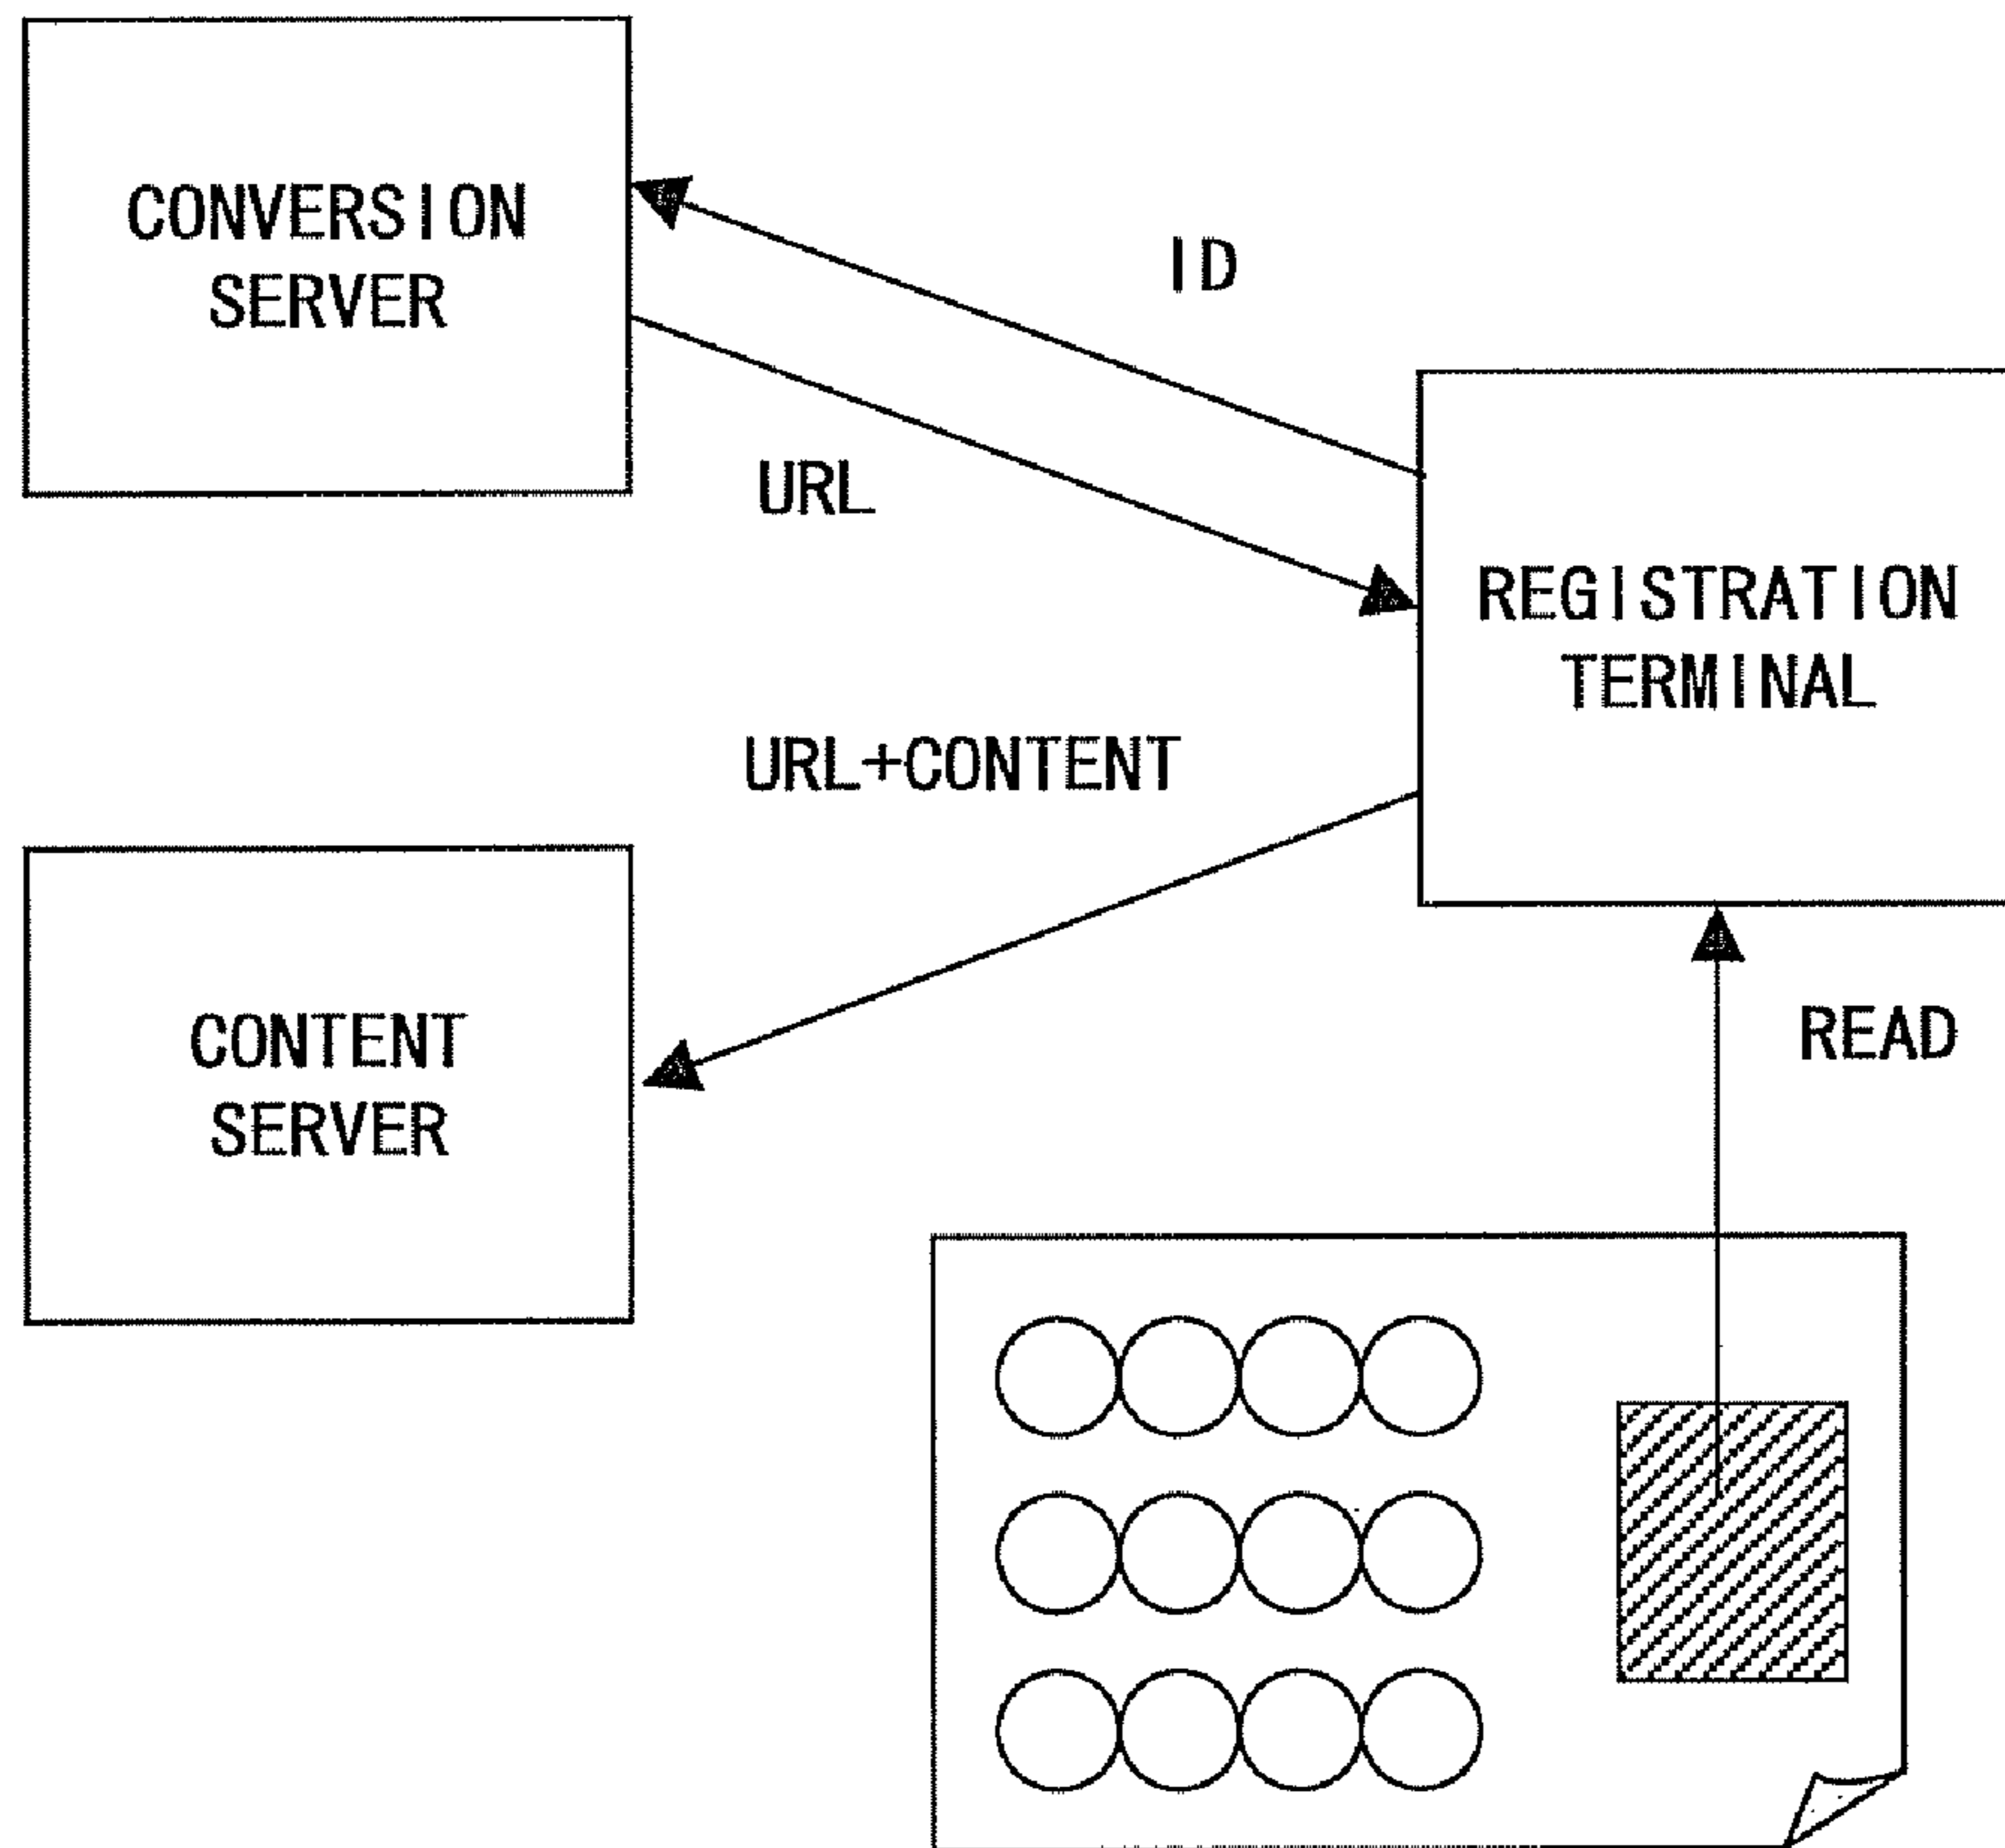 CONVERSION
SERVER
ID
URL
REGISTRATION
TERMINAL
URL+CONTENT
CONTENT
SERVER
READ